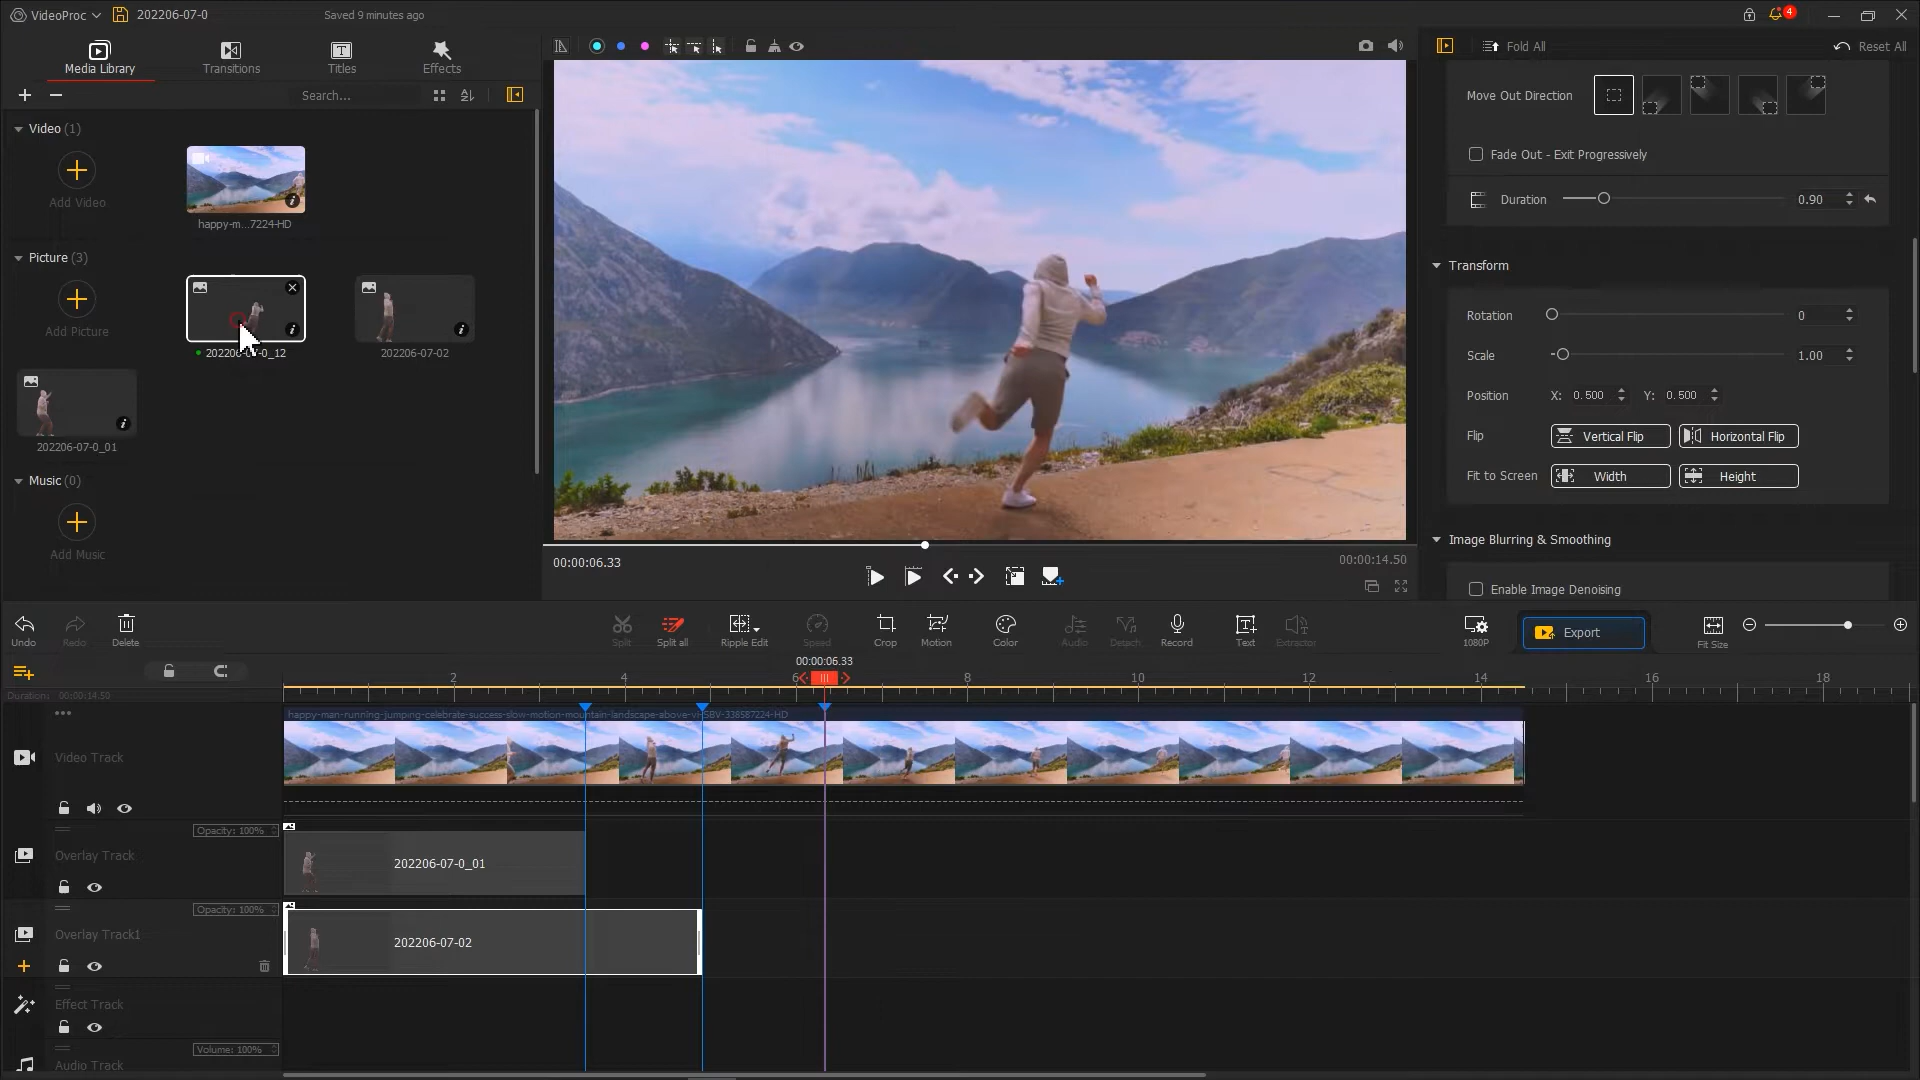 VideoProc
202206-07-0
Saved 9 minutes ago
4
Media Library
Transitions
Titles
Effects
Search...
Fold All
Reset All
Video (1)
Add Video
happy-m...7224-HD
Picture (3)
Add Picture
202206-07-02
202206-07-0_01
Music (0)
Add Music
Move Out Direction
Fade Out - Exit Progressively
Duration
0.90
Transform
Rotation
0
Scale
1.00
Position
X: 0.500
Y: 0.500
Flip
Vertical Flip
Horizontal Flip
Fit to Screen
Width
Height
Image Blurring & Smoothing
Enable Image Denoising
00:00:06.33
00:00:14.50
Undo
Redo
Delete
Split
Split all
Ripple Edit
Speed
Crop
Motion
Color
Audio
Detach
Record
Text
Extractor
1080P
Export
Fit Size
00:00:06.33
Duration: 00:00:14.50
2
4
6
8
10
12
14
16
18
Video Track
Opacity: 100%
Overlay Track
202206-07-0_01
Opacity: 100%
Overlay Track1
202206-07-02
Effect Track
Volume: 100%
Audio Track